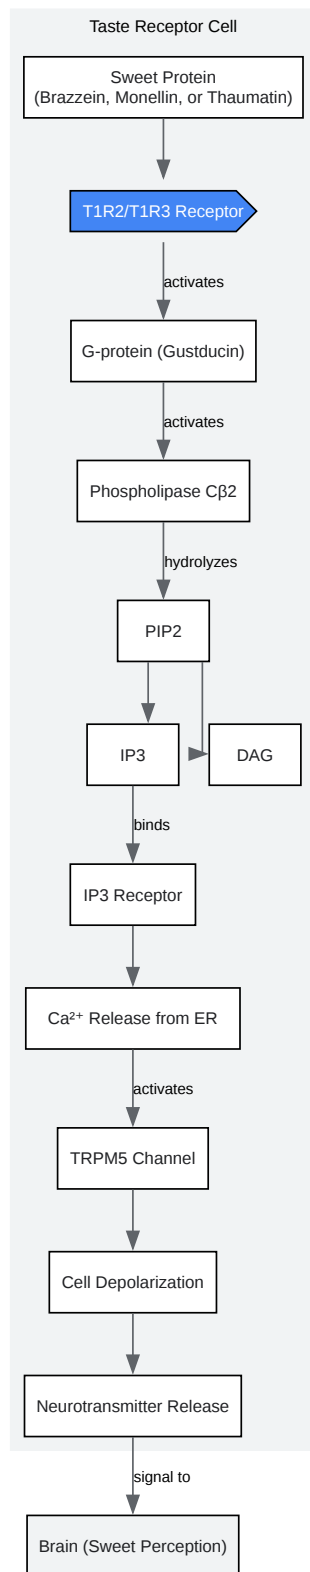 Taste Receptor Cell
Sweet Protein
(Brazzein, Monellin, or Thaumatin)
T1R2/T1R3 Receptor
activates
G-protein (Gustducin)
activates
Phospholipase Cβ2
hydrolyzes
PIP2
IP3
DAG
binds
IP3 Receptor
Ca²⁺ Release from ER
activates
TRPM5 Channel
Cell Depolarization
Neurotransmitter Release
signal to
Brain (Sweet Perception)